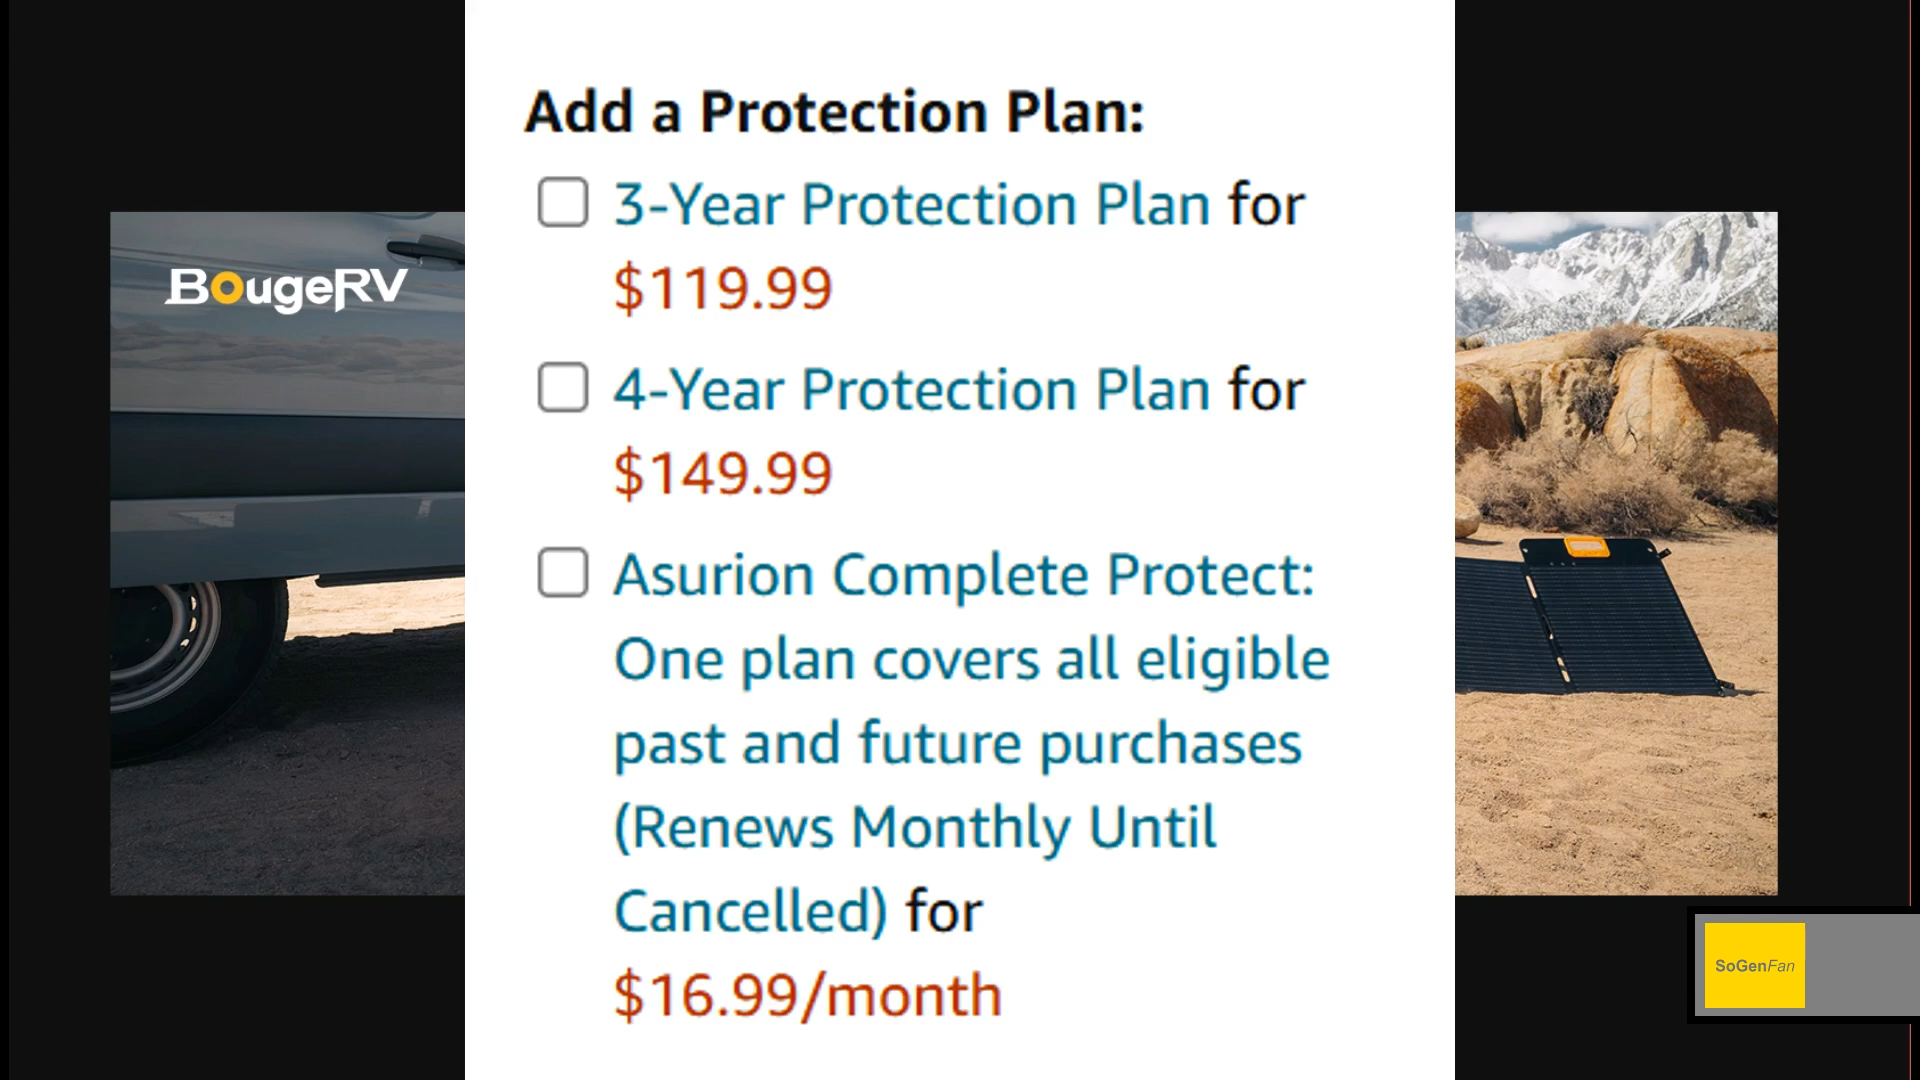 BougeRV
Add a Protection Plan:
3-Year Protection Plan for
$119.99
4-Year Protection Plan for
$149.99
Asurion Complete Protect:
One plan covers all eligible
past and future purchases
(Renews Monthly Until
Cancelled) for
$16.99/month
SoGenFan